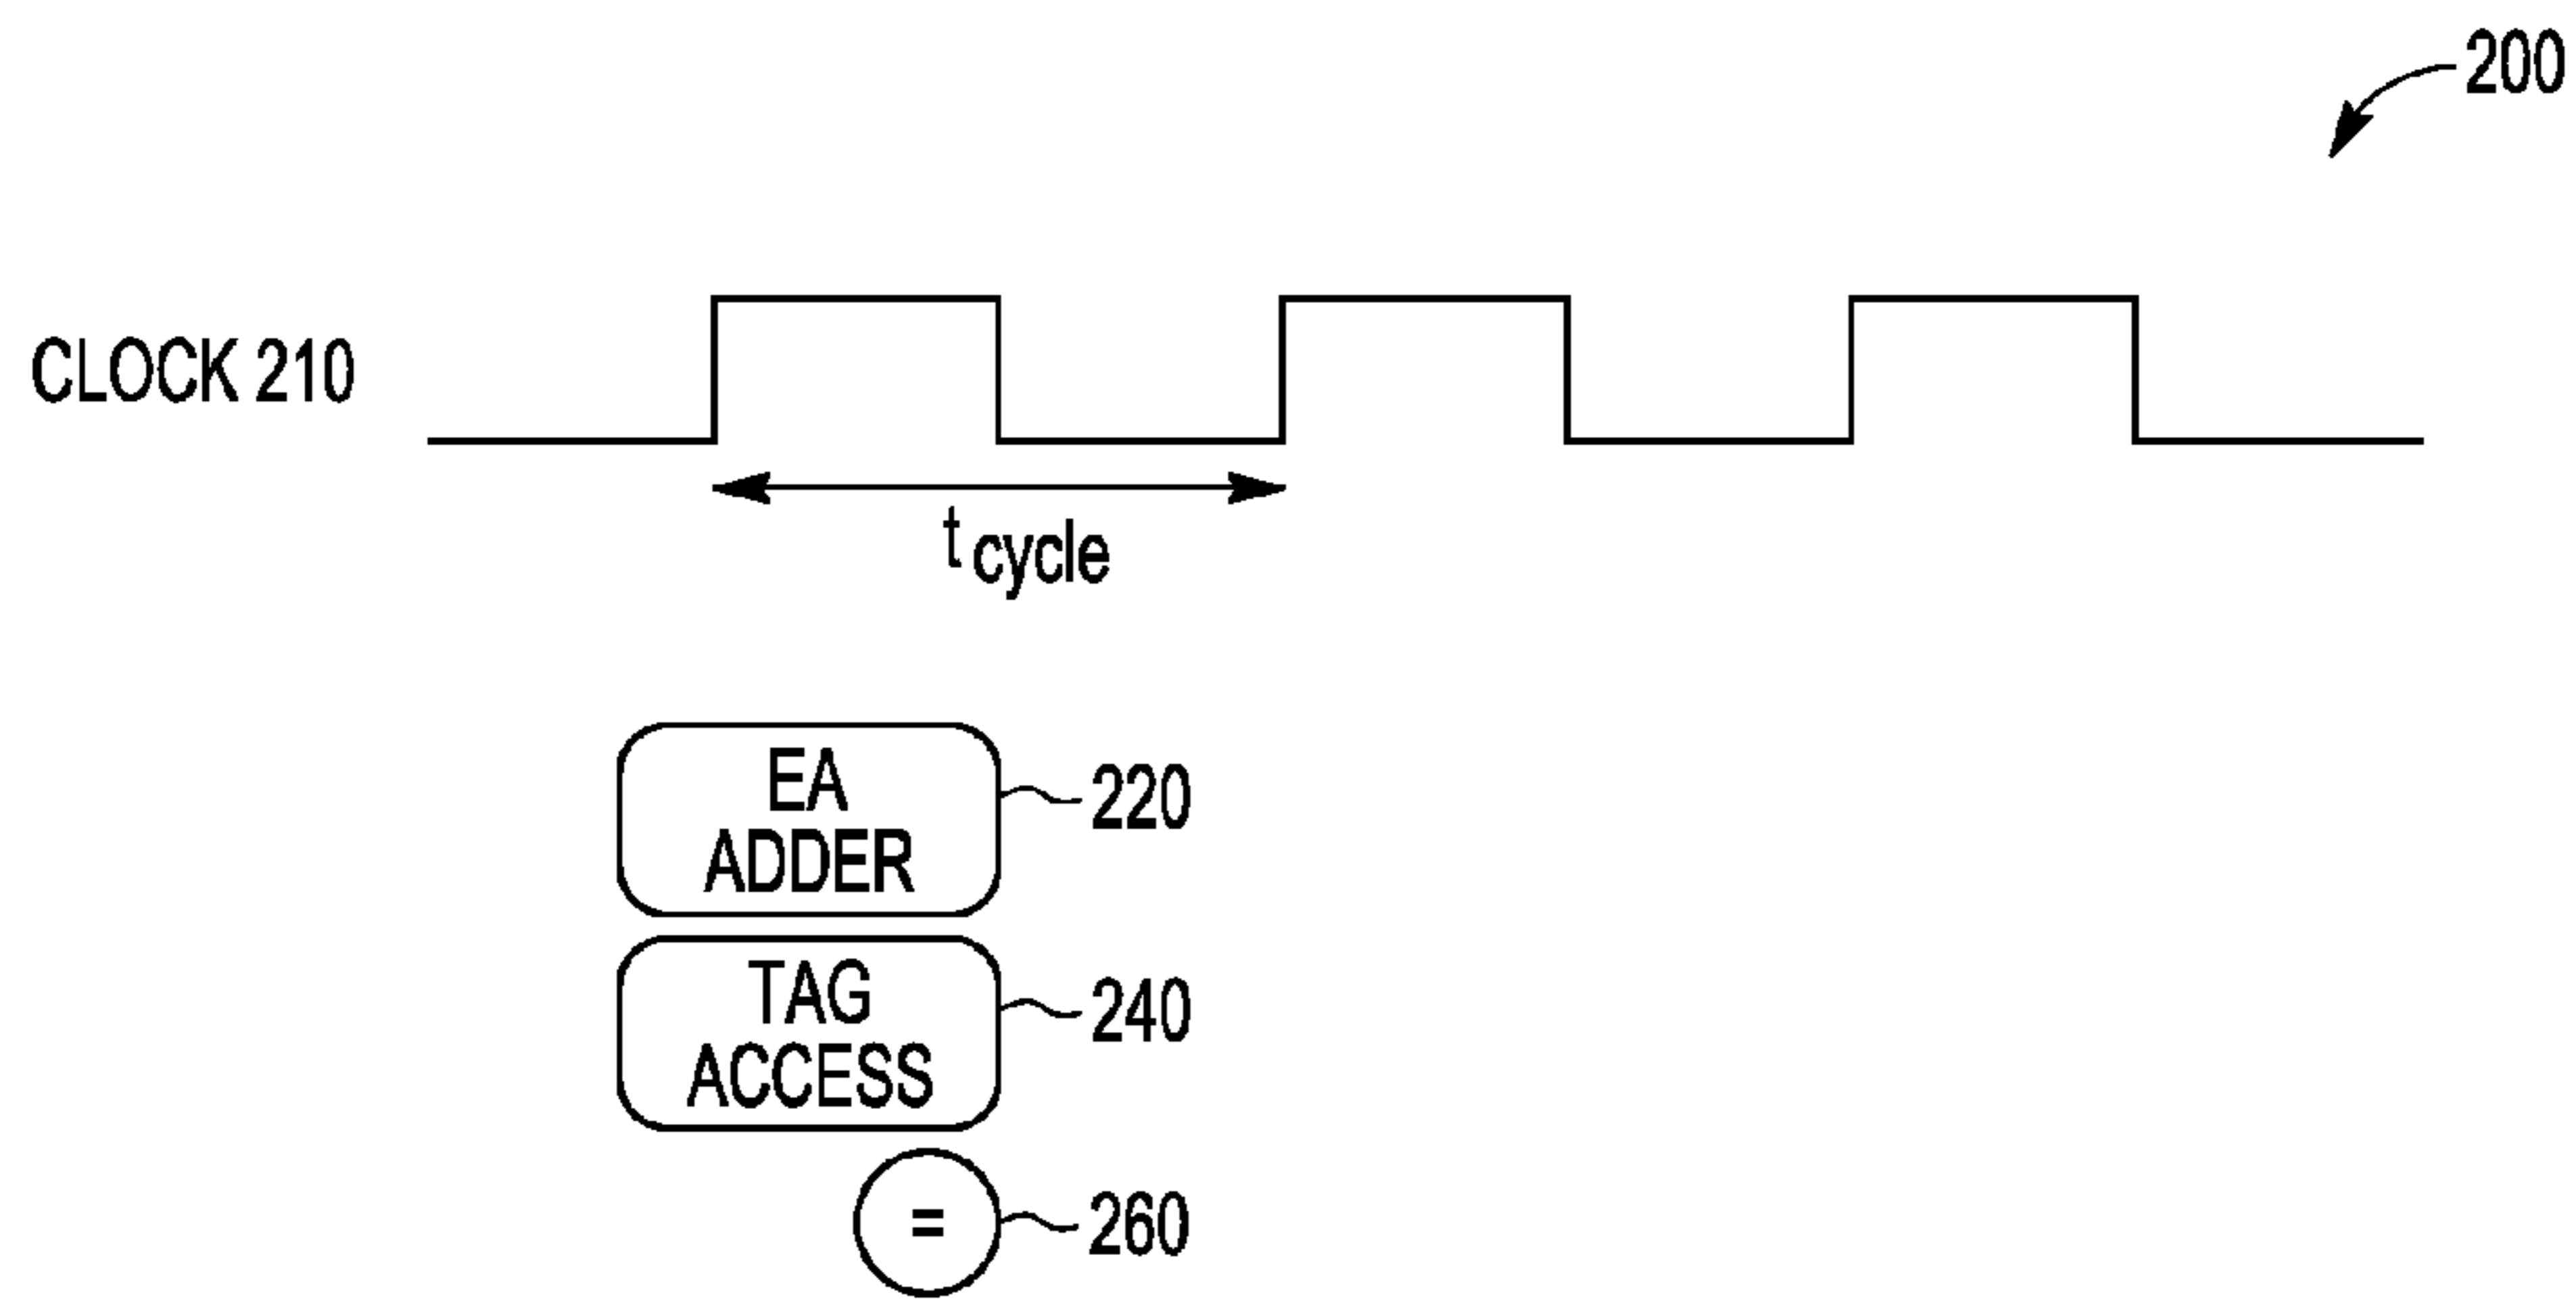 200
CLOCK 210
t cycle
EA
ADDER
220
TAG
ACCESS
240
=
260